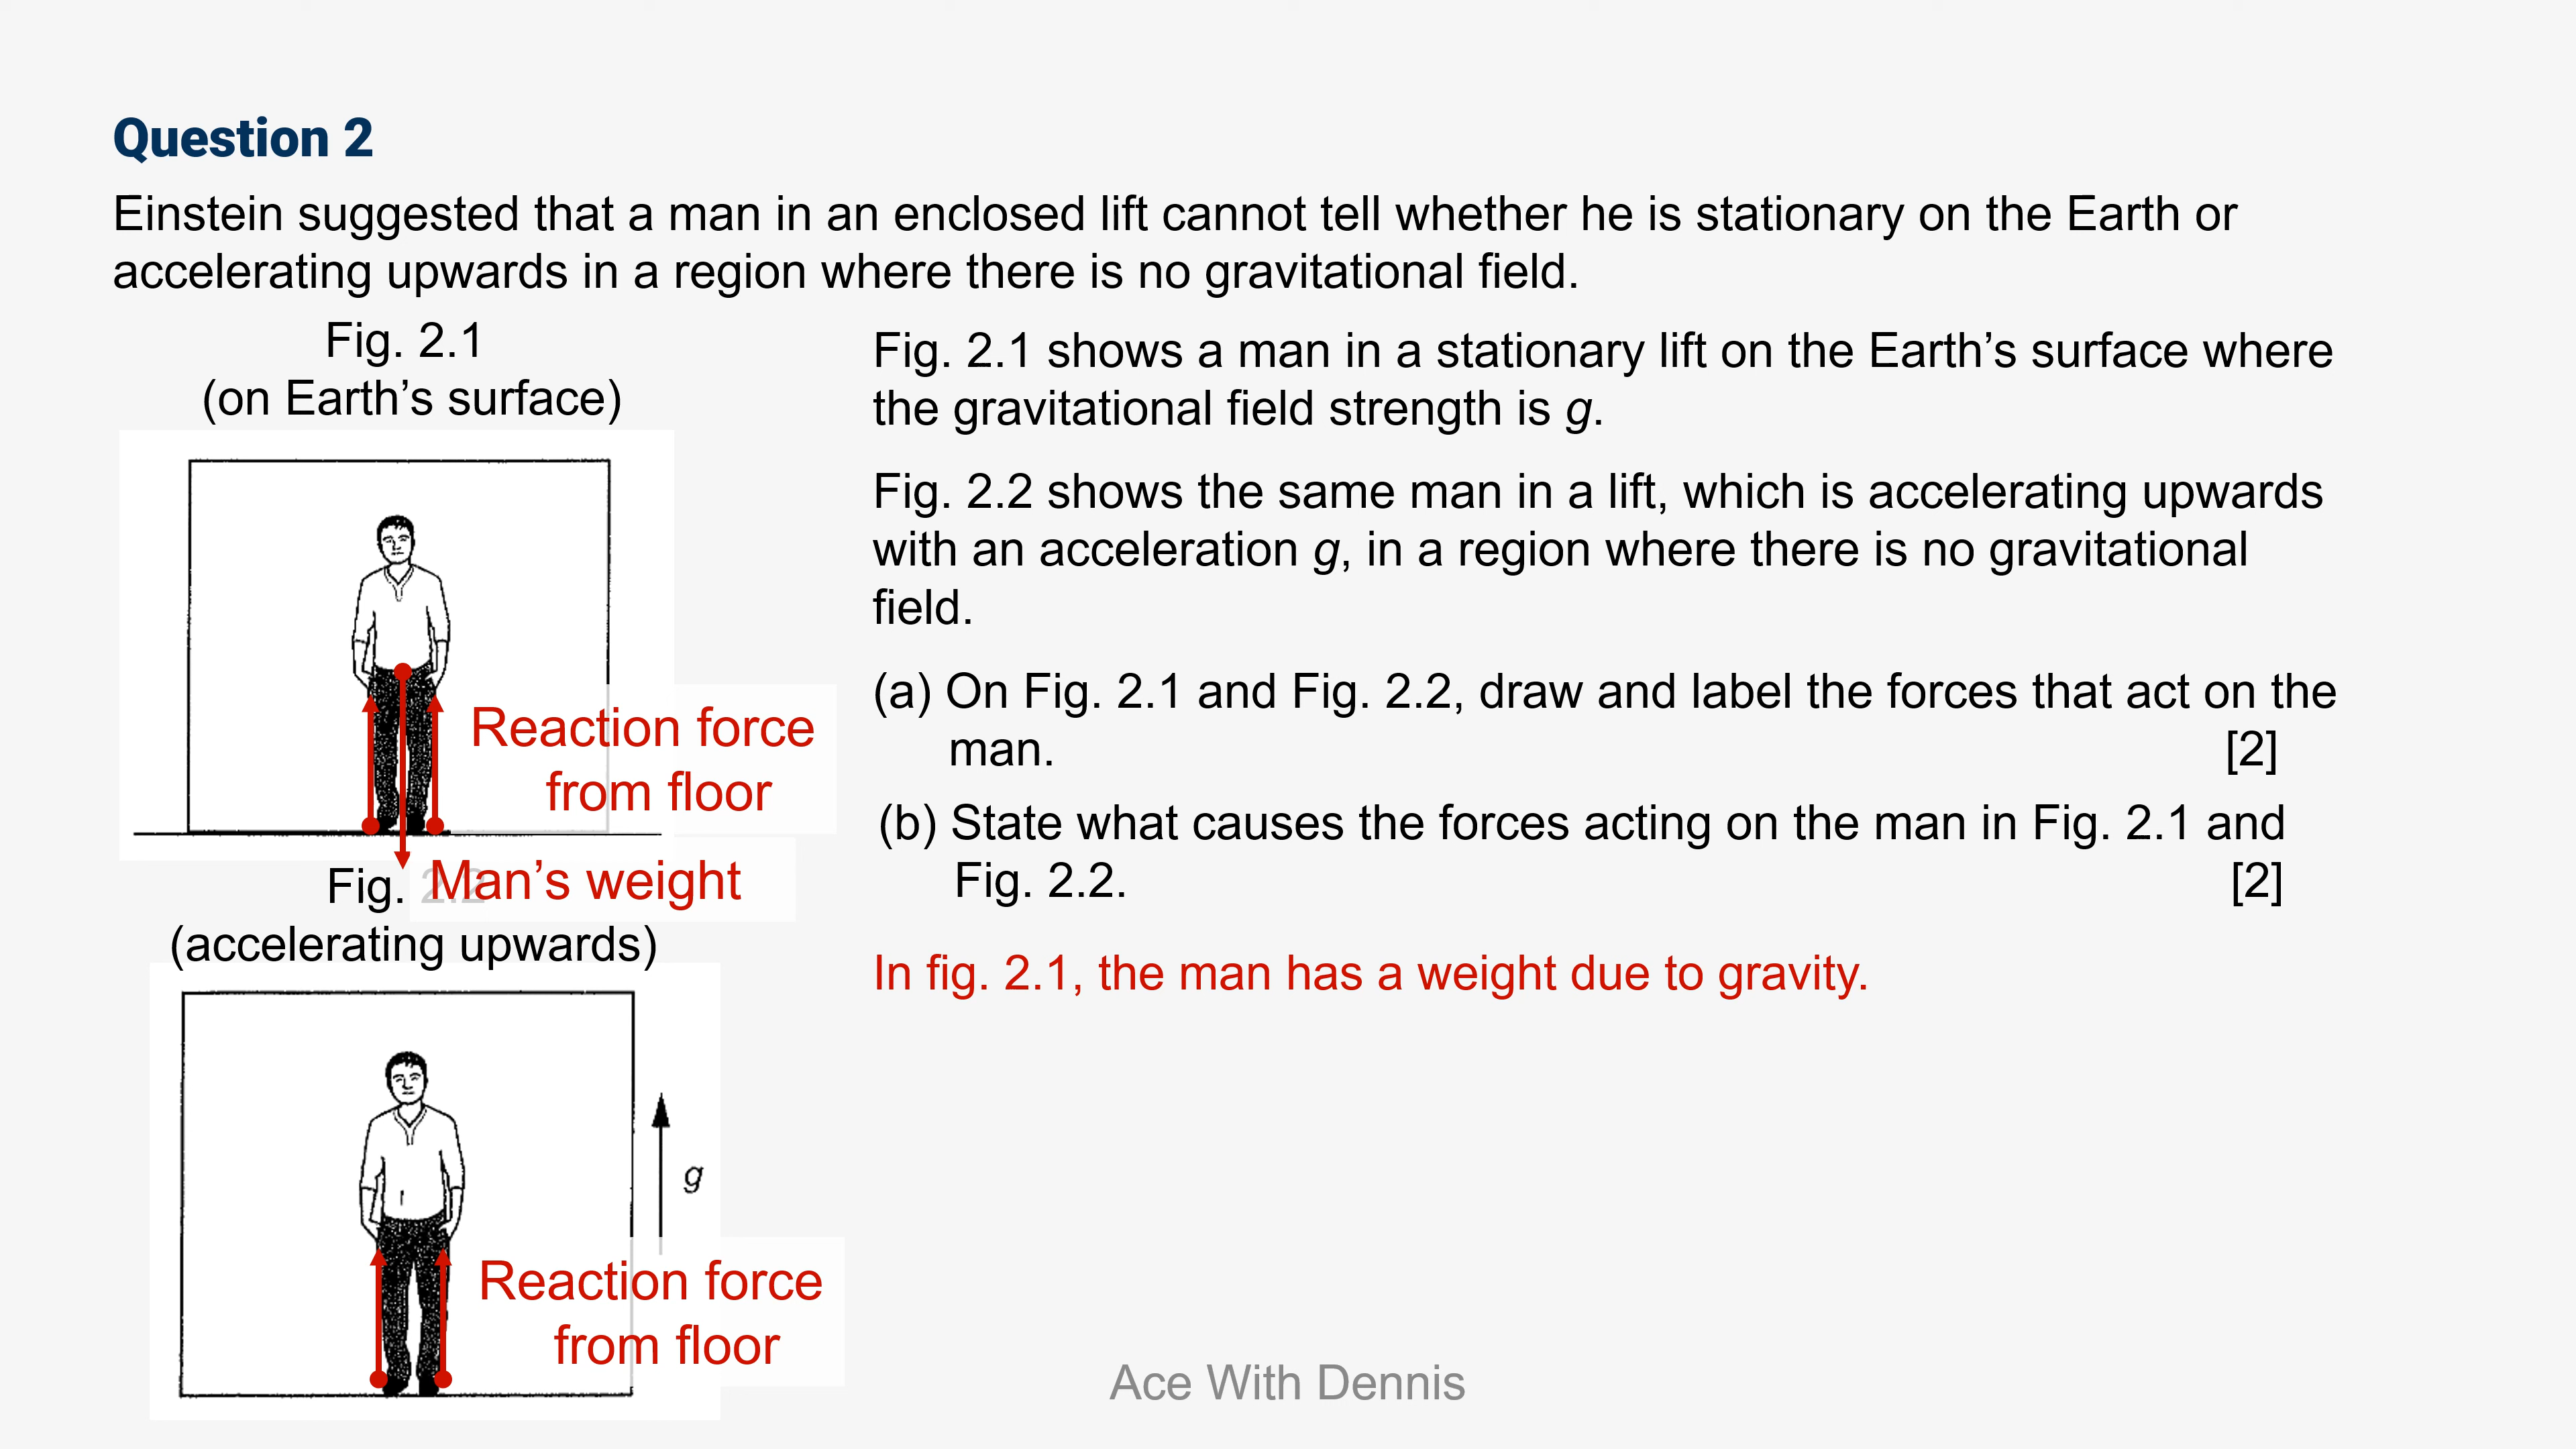 Question 2
Einstein suggested that a man in an enclosed lift cannot tell whether he is stationary on the Earth or
accelerating upwards in a region where there is no gravitational field.
Fig. 2.1
(on Earth’s surface)
Reaction force
from floor
Man’s weight
Fig. 2.2
(accelerating upwards)
g
Reaction force
from floor
Fig. 2.1 shows a man in a stationary lift on the Earth’s surface where
the gravitational field strength is g.
Fig. 2.2 shows the same man in a lift, which is accelerating upwards
with an acceleration g, in a region where there is no gravitational
field.
(a) On Fig. 2.1 and Fig. 2.2, draw and label the forces that act on the
man. [2]
(b) State what causes the forces acting on the man in Fig. 2.1 and
Fig. 2.2. [2]
In fig. 2.1, the man has a weight due to gravity.
Ace With Dennis